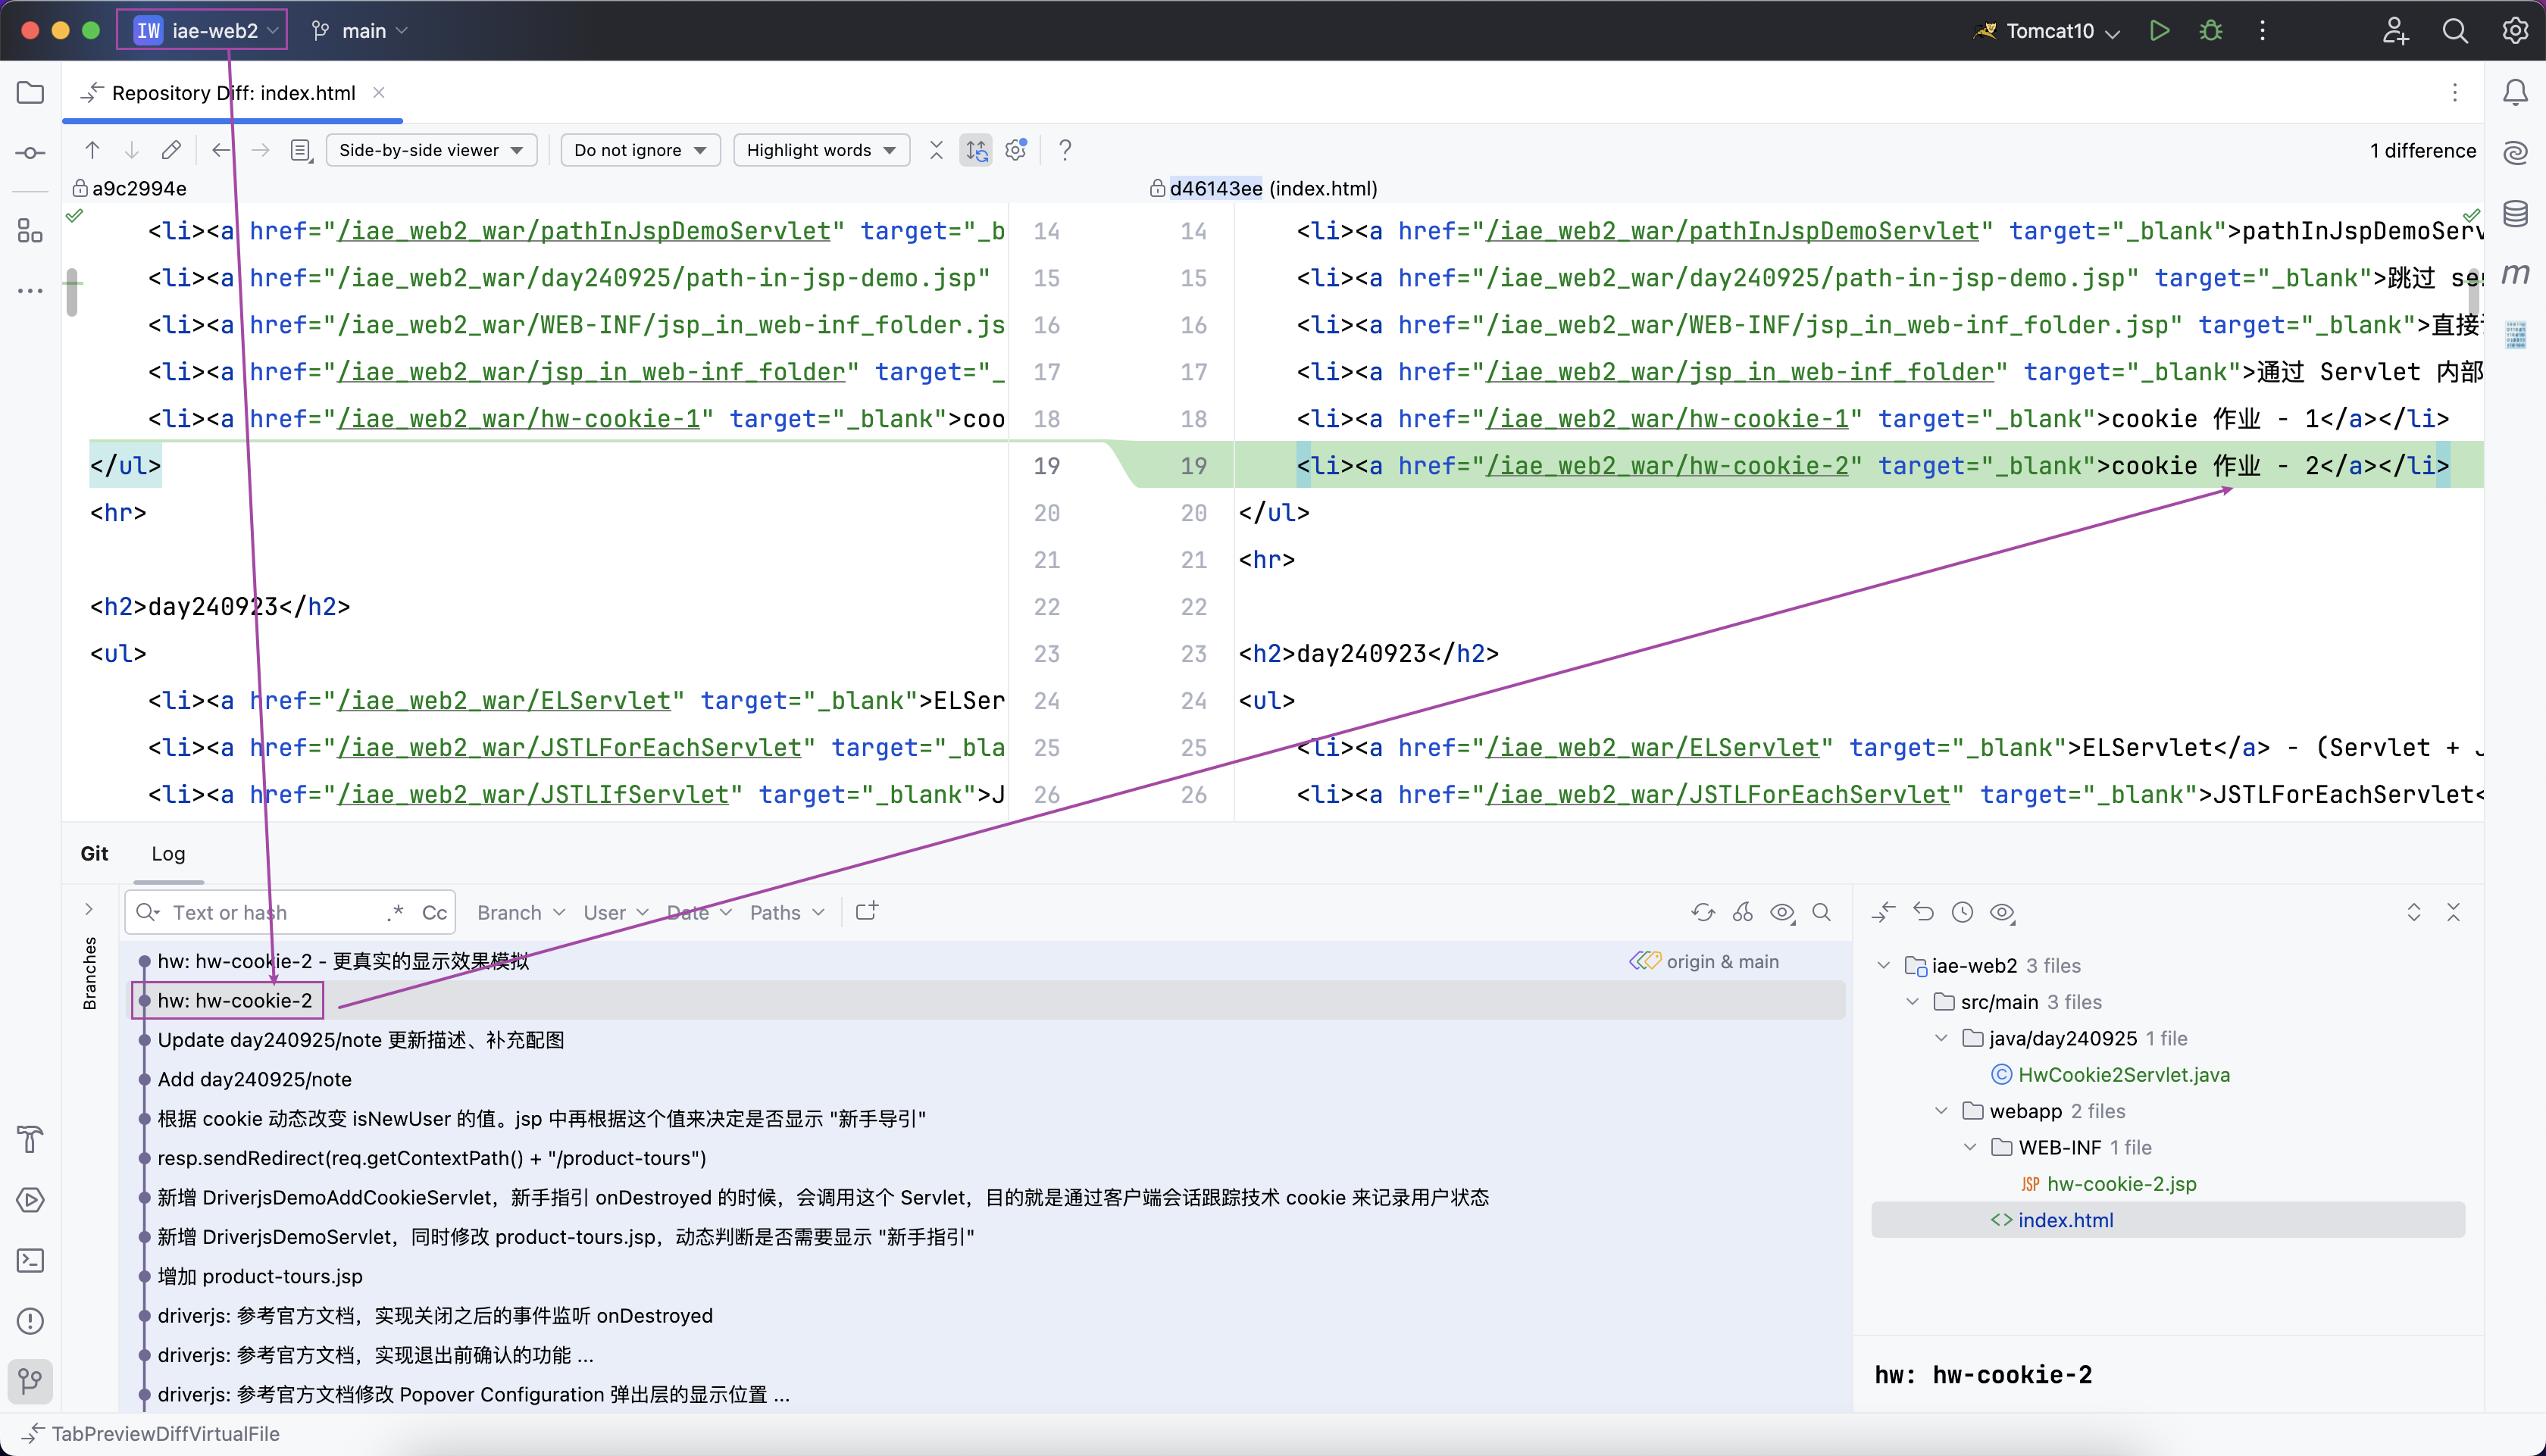 IW iae-web2 main Tomcat10
Repository Diff: index.html
Side-by-side viewer Do not ignore Highlight words ? 1 difference
a9c2994e d46143ee (index.html)
<li><a href="/iae_web2_war/pathInJspDemoServlet" target="_b 14 14 <li><a href="/iae_web2_war/pathInJspDemoServlet" target="_blank">pathInJspDemoServ
<li><a href="/iae_web2_war/day240925/path-in-jsp-demo.jsp" 15 15 <li><a href="/iae_web2_war/day240925/path-in-jsp-demo.jsp" target="_blank">跳过 se
<li><a href="/iae_web2_war/WEB-INF/jsp_in_web-inf_folder.js 16 16 <li><a href="/iae_web2_war/WEB-INF/jsp_in_web-inf_folder.jsp" target="_blank">直接
<li><a href="/iae_web2_war/jsp_in_web-inf_folder" target="_ 17 17 <li><a href="/iae_web2_war/jsp_in_web-inf_folder" target="_blank">通过 Servlet 内部
<li><a href="/iae_web2_war/hw-cookie-1" target="_blank">coo 18 18 <li><a href="/iae_web2_war/hw-cookie-1" target="_blank">cookie 作业 - 1</a></li>
</ul> 19 19 <li><a href="/iae_web2_war/hw-cookie-2" target="_blank">cookie 作业 - 2</a></li>
<hr> 20 20 </ul>
21 21 <hr>
<h2>day240923</h2> 22 22
<ul> 23 23 <h2>day240923</h2>
<li><a href="/iae_web2_war/ELServlet" target="_blank">ELSer 24 24 <ul>
<li><a href="/iae_web2_war/JSTLForEachServlet" target="_bla 25 25 <li><a href="/iae_web2_war/ELServlet" target="_blank">ELServlet</a> - (Servlet + J
<li><a href="/iae_web2_war/JSTLIfServlet" target="_blank">J 26 26 <li><a href="/iae_web2_war/JSTLForEachServlet" target="_blank">JSTLForEachServlet<
Git Log
Text or hash .* Cc Branch User Date Paths
Branches
hw: hw-cookie-2 - 更真实的显示效果模拟 origin & main
hw: hw-cookie-2
Update day240925/note 更新描述、补充配图
Add day240925/note
根据 cookie 动态改变 isNewUser 的值。jsp 中再根据这个值来决定是否显示 "新手导引"
resp.sendRedirect(req.getContextPath() + "/product-tours")
新增 DriverjsDemoAddCookieServlet，新手指引 onDestroyed 的时候，会调用这个 Servlet，目的就是通过客户端会话跟踪技术 cookie 来记录用户状态
新增 DriverjsDemoServlet，同时修改 product-tours.jsp，动态判断是否需要显示 "新手指引"
增加 product-tours.jsp
driverjs: 参考官方文档，实现关闭之后的事件监听 onDestroyed
driverjs: 参考官方文档，实现退出前确认的功能 ...
driverjs: 参考官方文档修改 Popover Configuration 弹出层的显示位置 ...
iae-web2 3 files
src/main 3 files
java/day240925 1 file
HwCookie2Servlet.java
webapp 2 files
WEB-INF 1 file
JSP hw-cookie-2.jsp
index.html
hw: hw-cookie-2
TabPreviewDiffVirtualFile